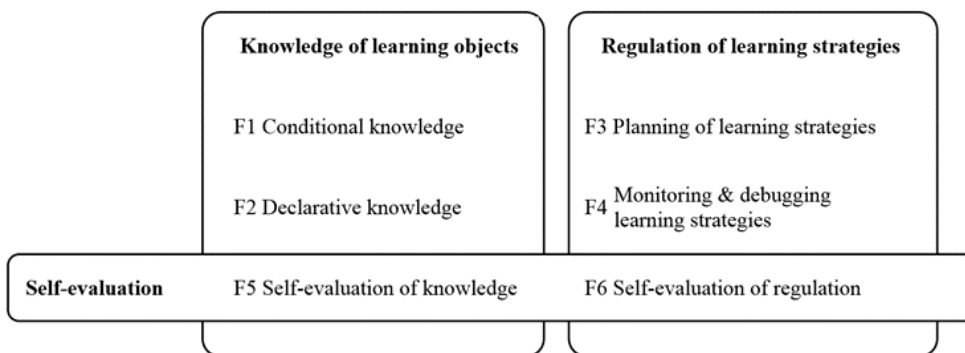 Knowledge of learning objects
Regulation of learning strategies
F1 Conditional knowledge
F3 Planning of learning strategies
F2 Declarative knowledge
F4 Monitoring & debugging
learning strategies
Self-evaluation
F5 Self-evaluation of knowledge
F6 Self-evaluation of regulation